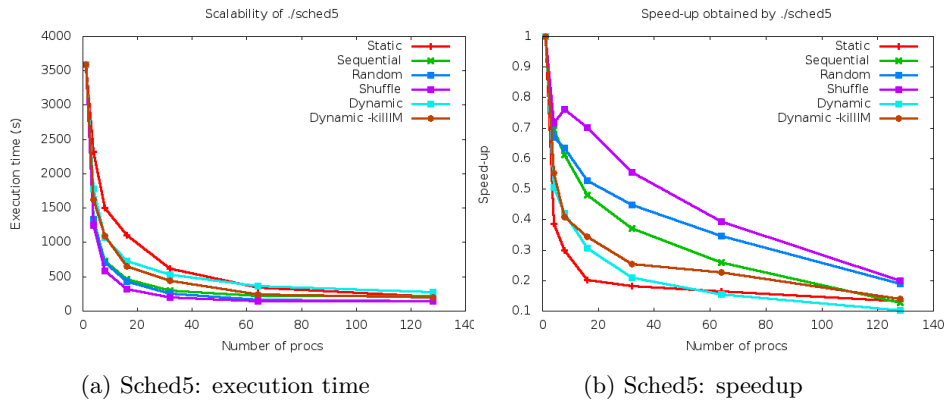 Scalability of ./sched5
Execution time (s)
4000
3500
3000
2500
2000
1500
1000
500
0
0 20 40 60 80 100 120 140
Number of procs
Static
Sequential
Random
Shuffle
Dynamic
Dynamic -killIM
(a) Sched5: execution time
Speed-up obtained by ./sched5
Speed-up
1
0.9
0.8
0.7
0.6
0.5
0.4
0.3
0.2
0.1
0 20 40 60 80 100 120 140
Number of procs
Static
Sequential
Random
Shuffle
Dynamic
Dynamic -killIM
(b) Sched5: speedup